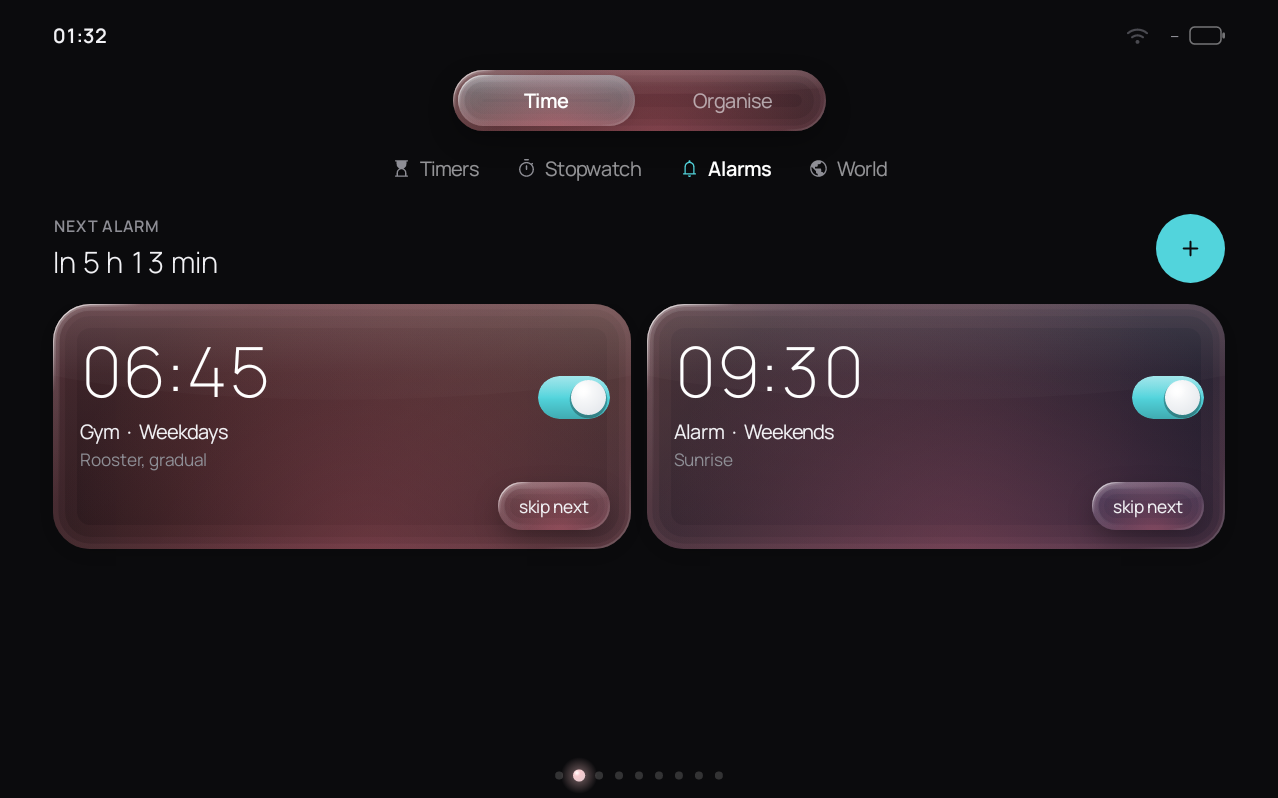 01:32
–
Time Organise
Timers Stopwatch Alarms World
NEXT ALARM
In 5 h 13 min
+
06:45
Gym · Weekdays
Rooster, gradual
skip next
09:30
Alarm · Weekends
Sunrise
skip next